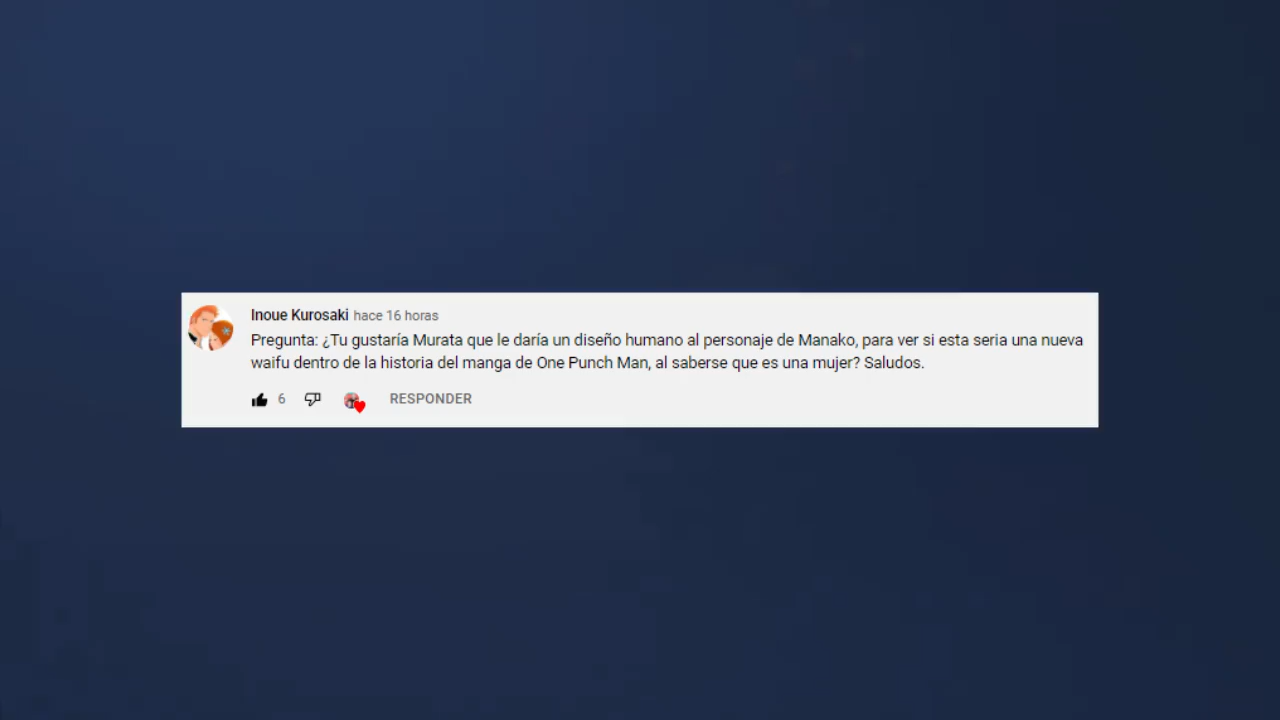 Inoue Kurosaki hace 16 horas
Pregunta: ¿Tu gustaría Murata que le daría un diseño humano al personaje de Manako, para ver si esta seria una nueva
waifu dentro de la historia del manga de One Punch Man, al saberse que es una mujer? Saludos.
6 RESPONDER